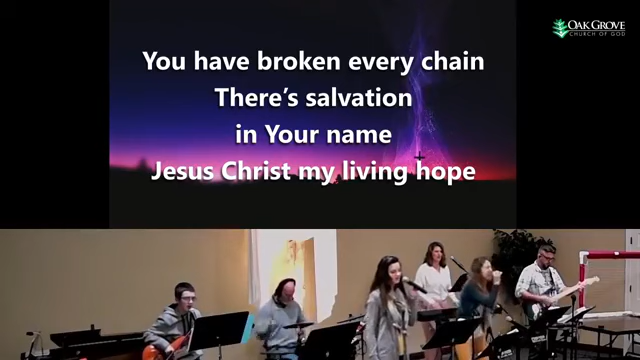 You have broken every chain
There's salvation
in Your name
Jesus Christ my living hope
OAK GROVE
CHURCH OF GOD